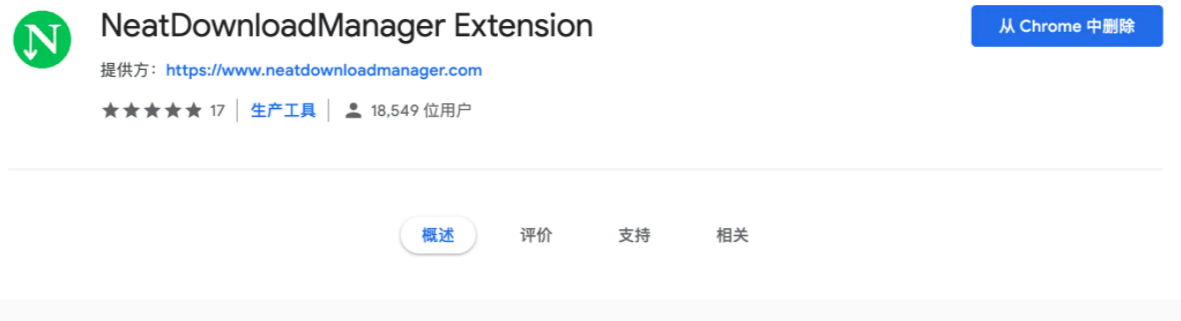 N
NeatDownloadManager Extension
从 Chrome 中删除
提供方：https://www.neatdownloadmanager.com
★★★★★ 17 | 生产工具 | 18,549 位用户
概述 评价 支持 相关